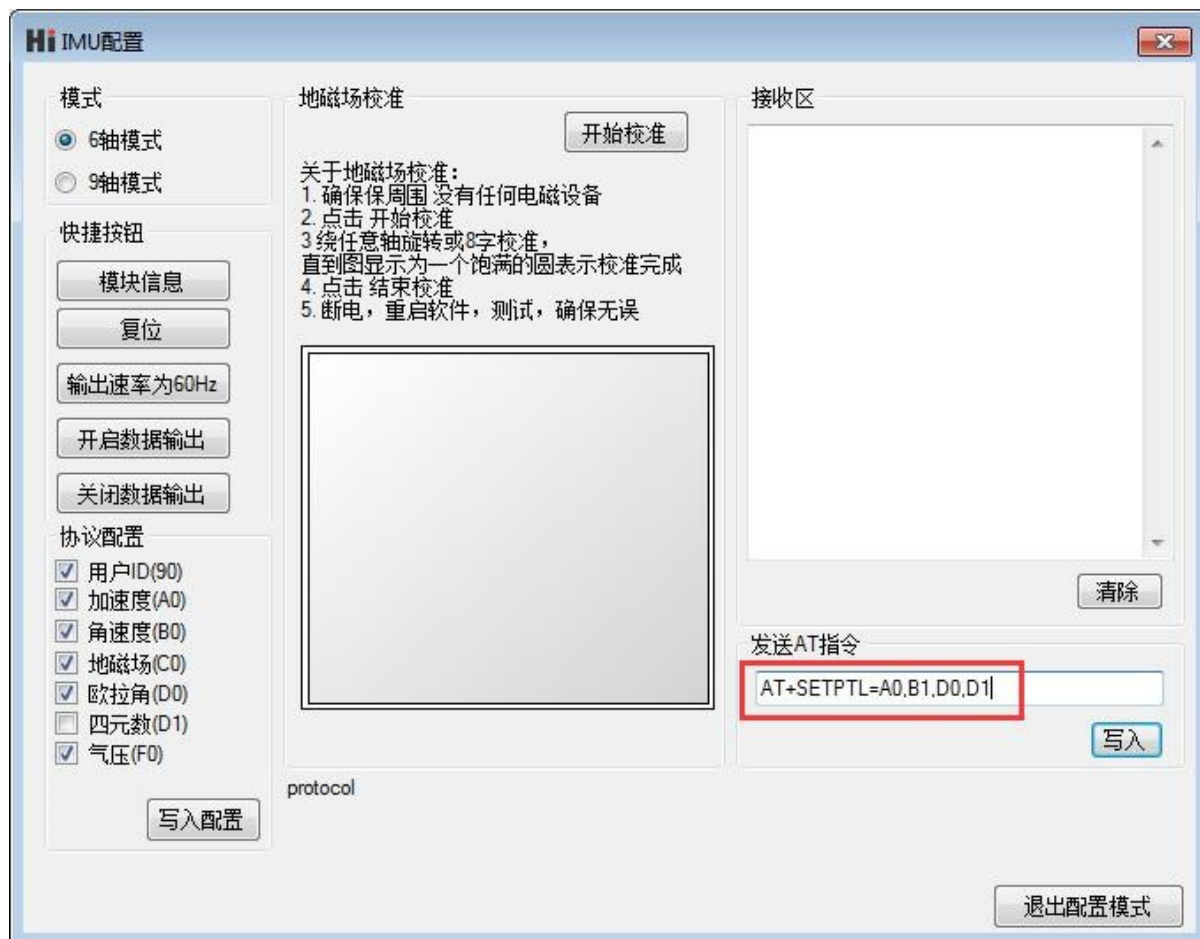 Hi IMU配置
模式
6轴模式
9轴模式
快捷按钮
模块信息
复位
输出速率为60Hz
开启数据输出
关闭数据输出
协议配置
用户ID(90)
加速度(A0)
角速度(B0)
地磁场(C0)
欧拉角(D0)
四元数(D1)
气压(F0)
写入配置
地磁场校准
开始校准
关于地磁场校准：
1. 确保保周围 没有任何电磁设备
2. 点击 开始校准
3 绕任意轴旋转或8字校准，
直到图显示为一个饱满的圆表示校准完成
4. 点击 结束校准
5. 断电，重启软件，测试，确保无误
protocol
接收区
清除
发送AT指令
AT+SETPTL=A0,B1,D0,D1
写入
退出配置模式